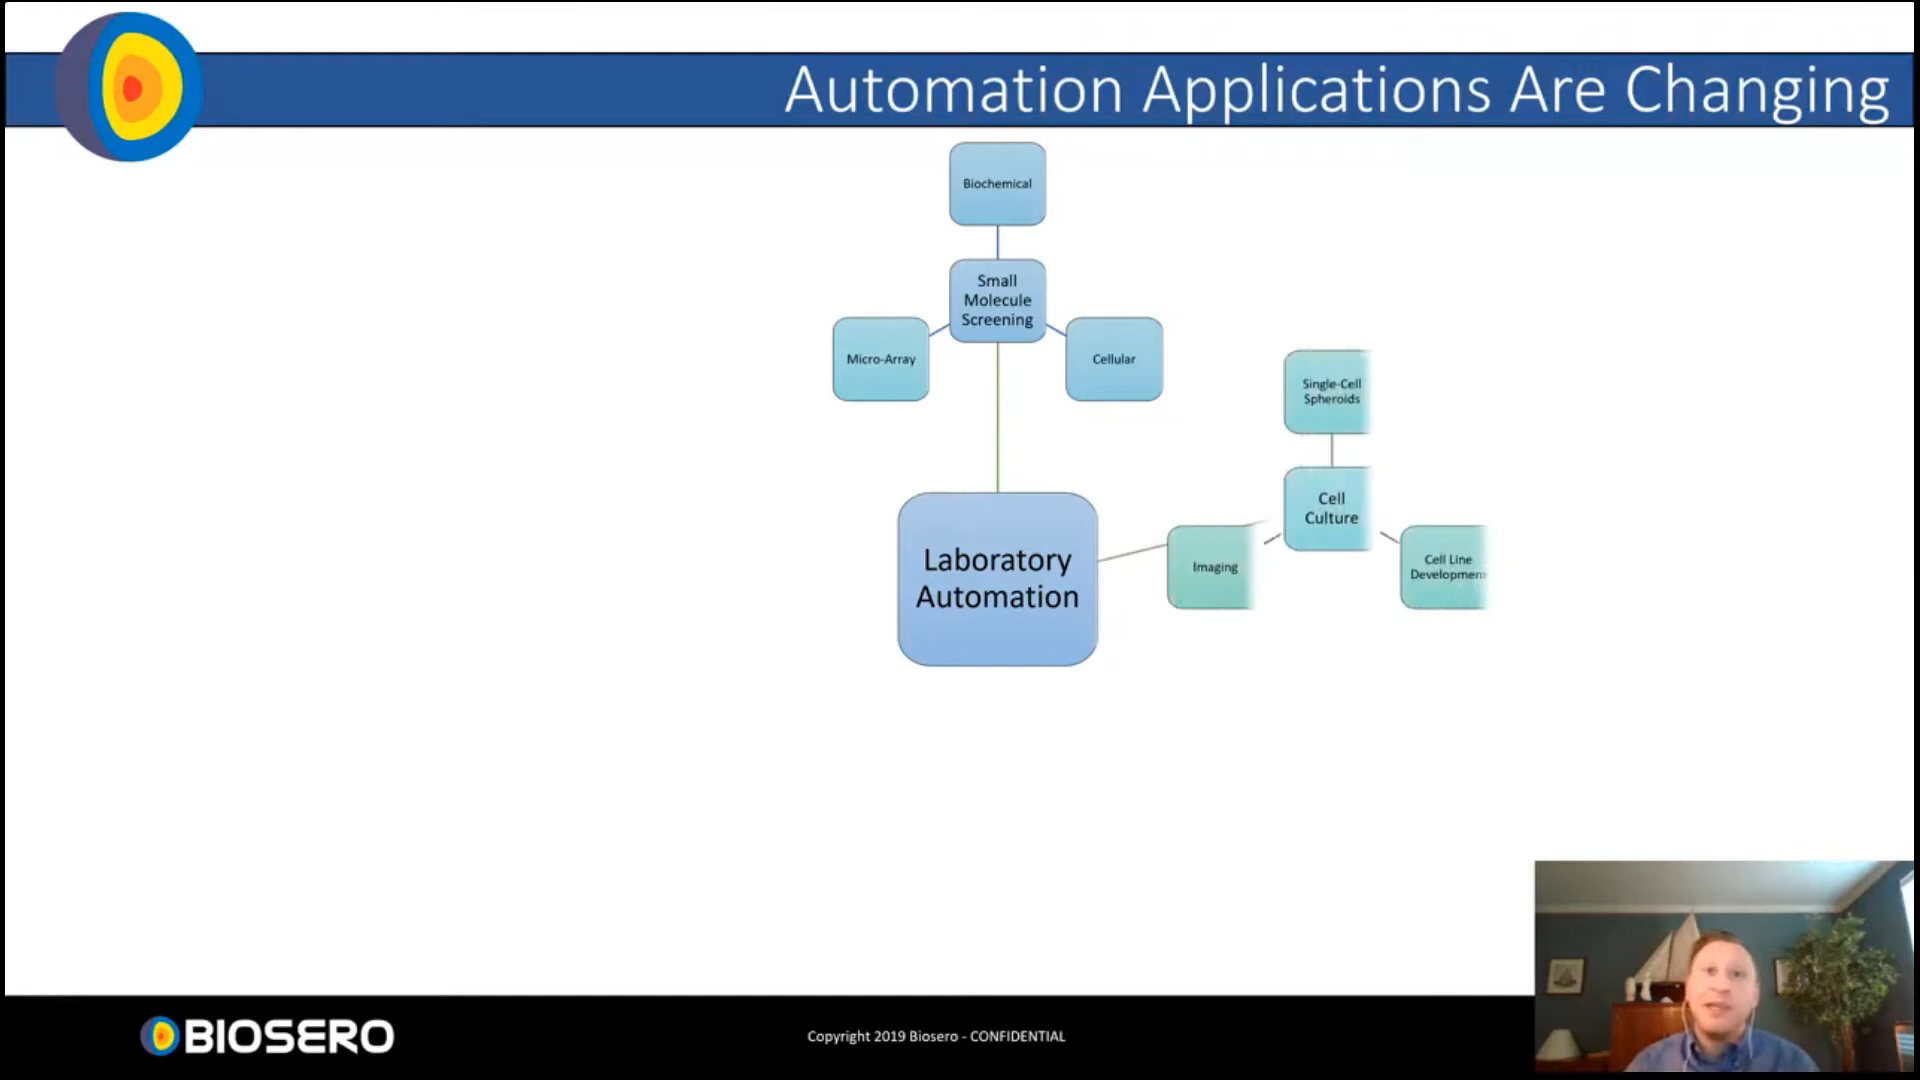 Automation Applications Are Changing
Biochemical
Small
Molecule
Screening
Micro-Array
Cellular
Single-Cell
Spheroids
Cell
Culture
Laboratory
Automation
Imaging
Cell Line
Development
BIOSERO
Copyright 2019 Biosero - CONFIDENTIAL